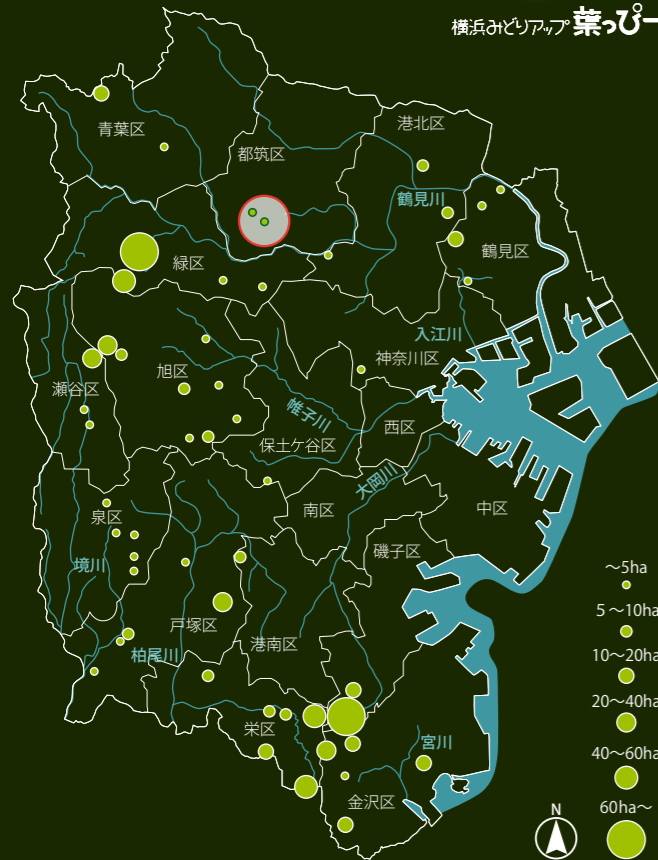 横浜みどりアップ 葉っぴー
青葉区
港北区
都筑区
鶴見川
鶴見区
緑区
入江川
神奈川区
旭区
瀬谷区
帷子川
西区
保土ケ谷区
大岡川
南区
中区
泉区
磯子区
境川
〜5ha
5〜10ha
戸塚区
港南区
柏尾川
10〜20ha
20〜40ha
栄区
宮川
40〜60ha
金沢区
60ha〜
N